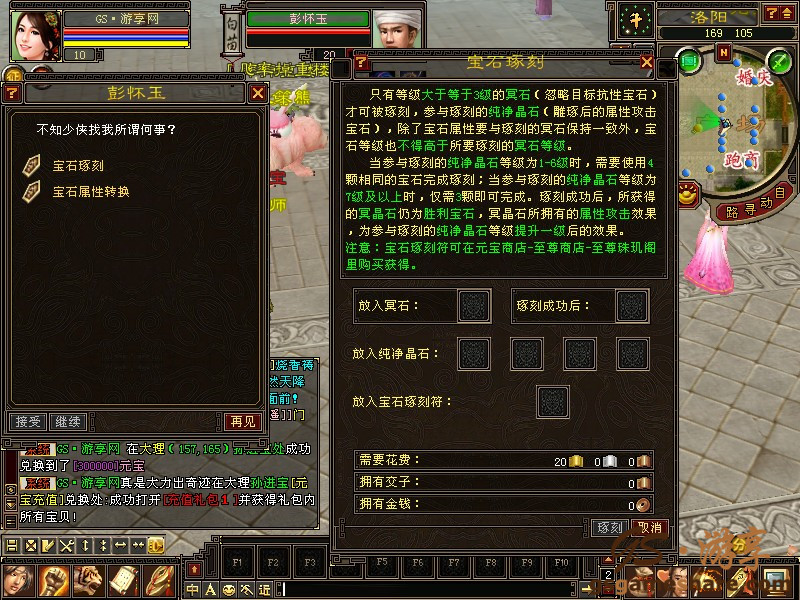 GS·游享网
10
白苗
彭怀玉
20
洛阳
169 105
N
婚庆
跑商
自动寻路
彭怀玉
不知少侠找我所谓何事？
宝石琢刻
宝石属性转换
接受
继续
再见
宝石琢刻
只有等级大于等于3级的冥石（忽略目标抗性宝石）
才可被琢刻，参与琢刻的纯净晶石（雕琢后的属性攻击
宝石），除了宝石属性要与琢刻的冥石保持一致外，宝
石等级也不得高于所要琢刻的冥石等级。
当参与琢刻的纯净晶石等级为1-6级时，需要使用4
颗相同的宝石完成琢刻；当参与琢刻的纯净晶石等级为
7级及以上时，仅需3颗即可完成。琢刻成功后，所获得
的冥晶石仍为胜利宝石，冥晶石所拥有的属性攻击效果
，为参与琢刻的纯净晶石等级提升一级后的效果。
注意：宝石琢刻符可在元宝商店-至尊商店-至尊珠玑阁
里购买获得。
放入冥石：
琢刻成功后：
放入纯净晶石：
放入宝石琢刻符：
需要花费： 20 0 0
拥有交子： 0
拥有金钱： 0
琢刻
取消
GS·游享网 在大理（157,165）孙进宝处成功
兑换到了[300000]元宝
GS·游享网真是大力出奇迹在大理孙进宝[元
宝充值]兑换处:成功打开[充值礼包1]并获得礼包内
所有宝贝！
F1 F2 F3 F5 F6 F7 F8 F9 F10
中 A 近
2